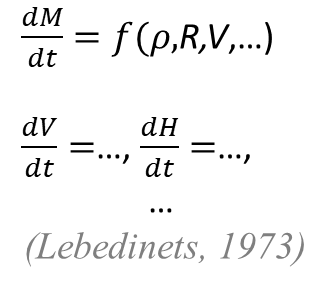 dM/dt = f(ρ,R,V,...)
dV/dt =..., dH/dt =...,
...
(Lebedinets, 1973)